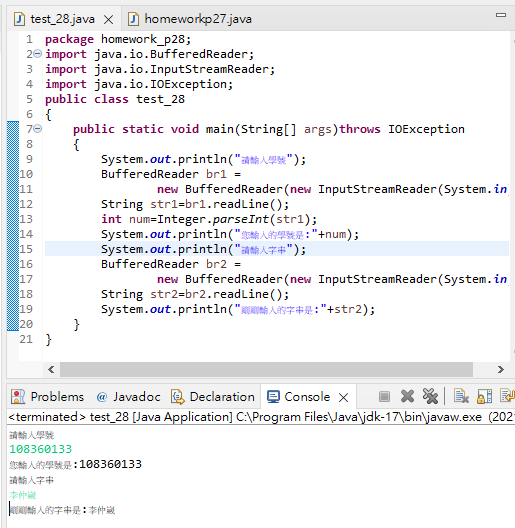 test_28.java
homeworkp27.java
1 package homework_p28;
2 import java.io.BufferedReader;
3 import java.io.InputStreamReader;
4 import java.io.IOException;
5 public class test_28
6 {
7 public static void main(String[] args)throws IOException
8 {
9 System.out.println("請輸入學號");
10 BufferedReader br1 =
11 new BufferedReader(new InputStreamReader(System.in
12 String str1=br1.readLine();
13 int num=Integer.parseInt(str1);
14 System.out.println("您輸入的學號是:"+num);
15 System.out.println("請輸入字串");
16 BufferedReader br2 =
17 new BufferedReader(new InputStreamReader(System.in
18 String str2=br2.readLine();
19 System.out.println("剛剛輸入的字串是:"+str2);
20 }
21 }
Problems @ Javadoc Declaration Console
<terminated> test_28 [Java Application] C:\Program Files\Java\jdk-17\bin\javaw.exe (202
請輸入學號
108360133
您輸入的學號是:108360133
請輸入字串
李仲
剛剛輸入的字串是:李仲